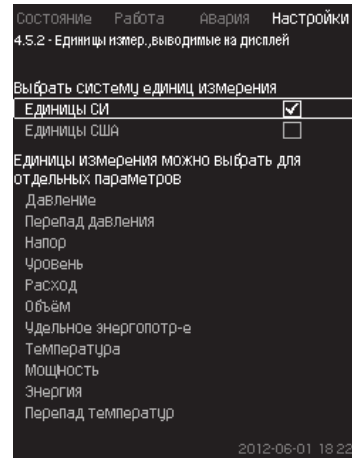 Состояние Работа Авария Настройки
4.5.2 - Единицы измер.,выводимые на дисплей
Выбрать систему единиц измерения
Единицы СИ
Единицы США
Единицы измерения можно выбрать для
отдельных параметров
Давление
Перепад давления
Напор
Уровень
Расход
Объём
Удельное энергопотр-е
Температура
Мощность
Энергия
Перепад температур
2012-06-01 18:22